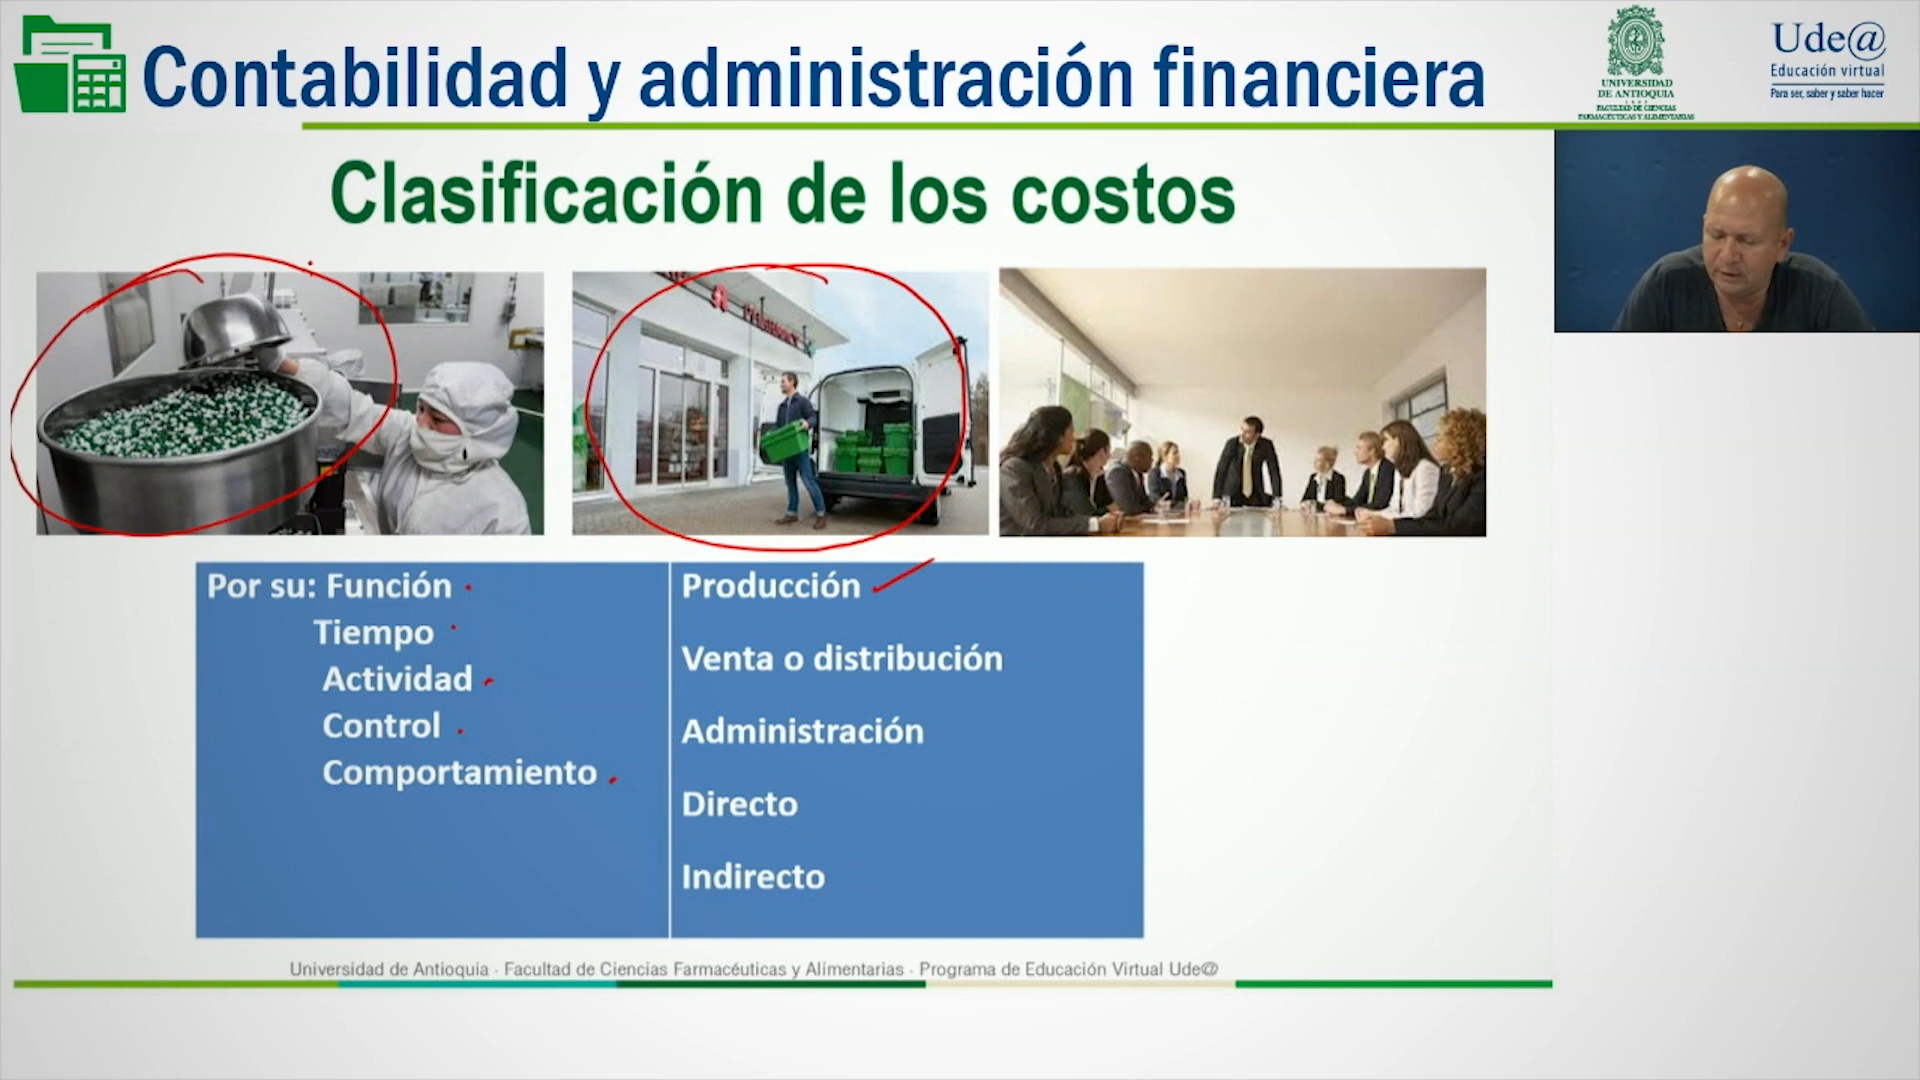 Contabilidad y administración financiera
UNIVERSIDAD
DE ANTIOQUIA
1803
FACULTAD DE CIENCIAS
FARMACÉUTICAS Y ALIMENTARIAS
Ude@
Educación virtual
Para ser, saber y saber hacer
Clasificación de los costos
Por su: Función
Tiempo
Actividad
Control
Comportamiento
Producción
Venta o distribución
Administración
Directo
Indirecto
Universidad de Antioquia · Facultad de Ciencias Farmacéuticas y Alimentarias · Programa de Educación Virtual Ude@